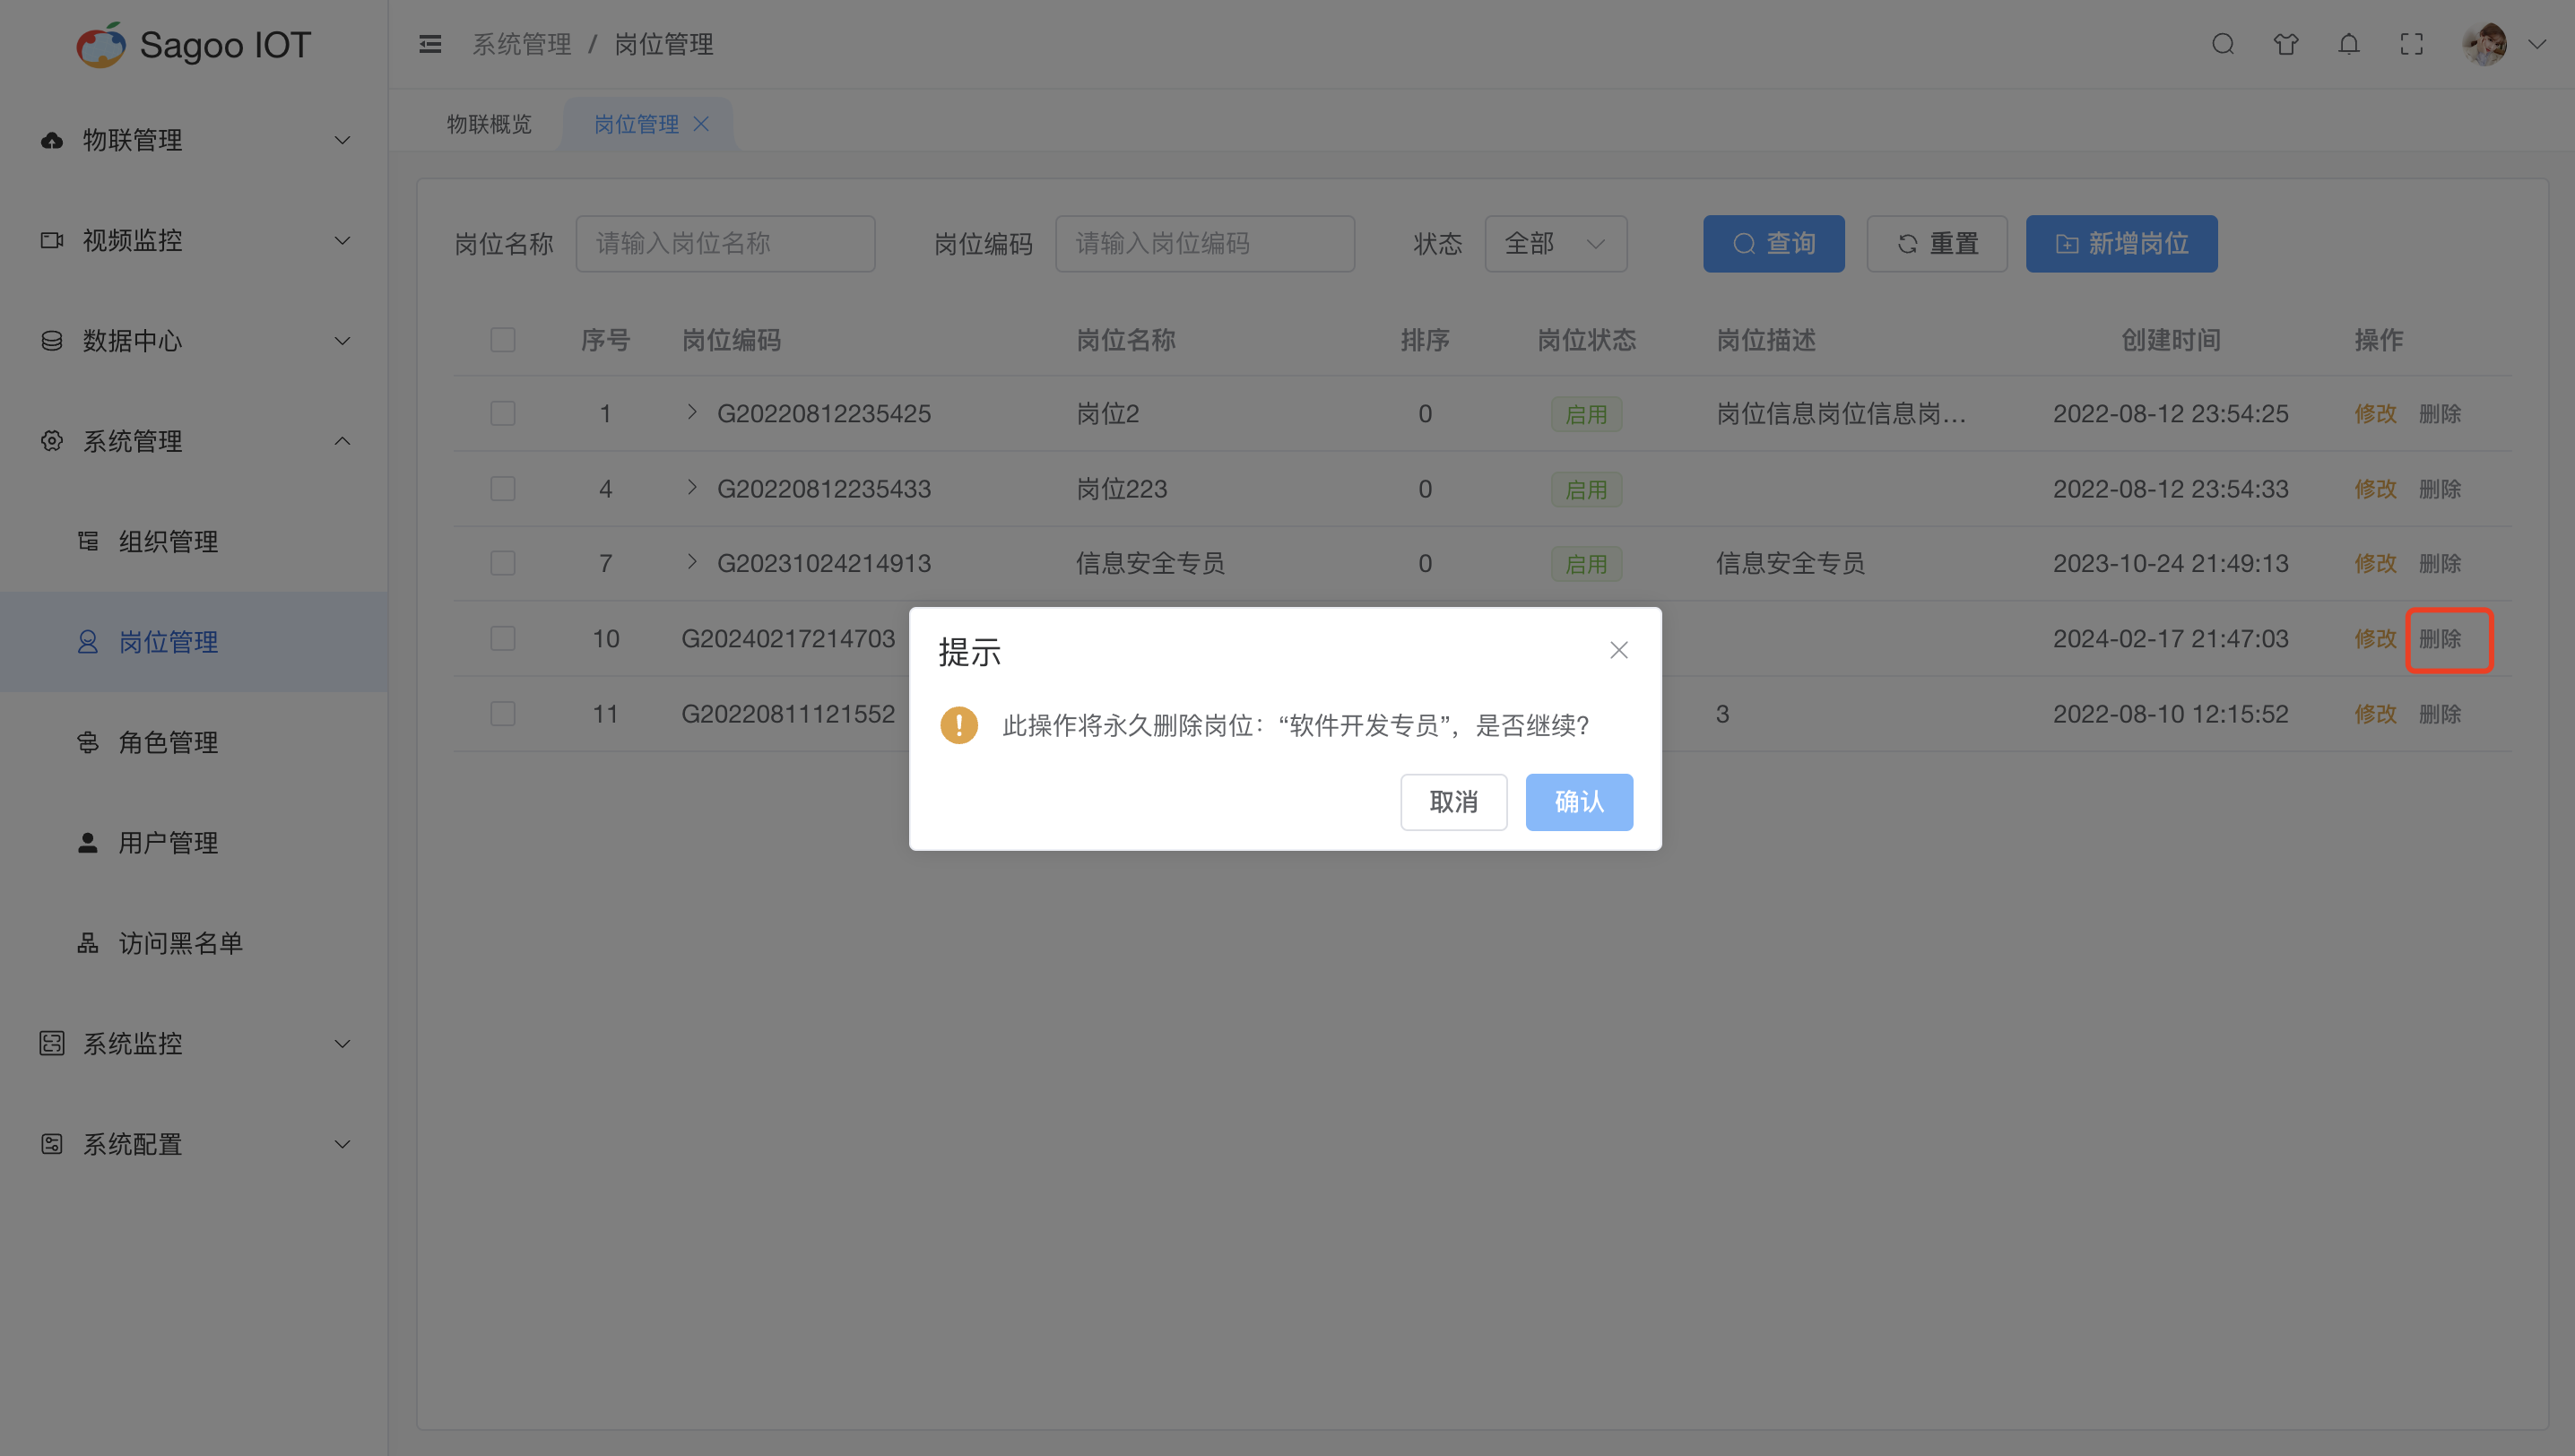 Sagoo IOT
系统管理 / 岗位管理
物联概览 岗位管理
物联管理
视频监控
数据中心
系统管理
组织管理
岗位管理
角色管理
用户管理
访问黑名单
系统监控
系统配置
岗位名称 请输入岗位名称 岗位编码 请输入岗位编码 状态 全部 查询 重置 新增岗位
序号 岗位编码 岗位名称 排序 岗位状态 岗位描述 创建时间 操作
1 G20220812235425 岗位2 0 启用 岗位信息岗位信息岗... 2022-08-12 23:54:25 修改 删除
4 G20220812235433 岗位223 0 启用 2022-08-12 23:54:33 修改 删除
7 G20231024214913 信息安全专员 0 启用 信息安全专员 2023-10-24 21:49:13 修改 删除
10 G20240217214703 2024-02-17 21:47:03 修改 删除
11 G20220811121552 3 2022-08-10 12:15:52 修改 删除
提示
此操作将永久删除岗位：“软件开发专员”，是否继续?
取消 确认